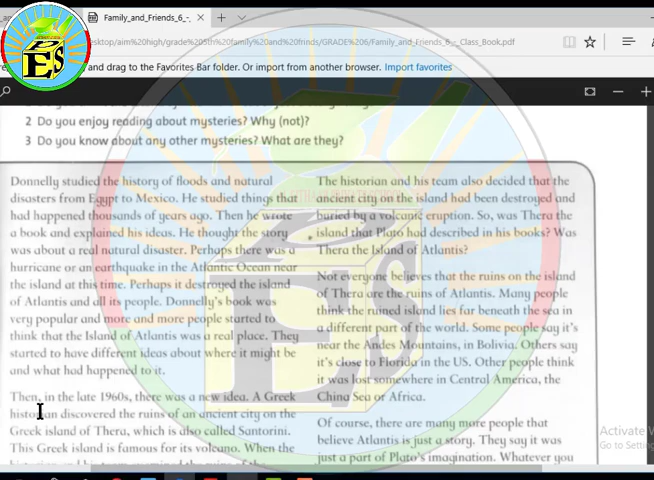 Family_and_Friends_6_-_
esktop/aim high/grade%205th%20family%20and%20frinds/GRADE%206/Family_and_Friends_6-_Class_Book.pdf
and drag to the Favorites Bar folder. Or import from another browser. Import favorites
ES
2 Do you enjoy reading about mysteries? Why (not)?
3 Do you know about any other mysteries? What are they?
Donnelly studied the history of floods and natural
disasters from Egypt to Mexico. He studied things that
had happened thousands of years ago. Then he wrote
a book and explained his ideas. He thought the story
was about a real natural disaster. Perhaps there was a
hurricane or an earthquake in the Atlantic Ocean near
the island at this time. Perhaps it destroyed the island
of Atlantis and all its people. Donnelly's book was
very popular and more and more people started to
think that the Island of Atlantis was a real place. They
started to have different ideas about where it might be
and what had happened to it.
Then, in the late 1960s, there was a new idea. A Greek
historian discovered the ruins of an ancient city on the
Greek island of Thera, which is also called Santorini.
This Greek island is famous for its volcano. When the
The historian and his team also decided that the
ancient city on the island had been destroyed and
buried by a volcanic eruption. So, was Thera the
island that Plato had described in his books? Was
Thera the Island of Atlantis?
Not everyone believes that the ruins on the island
of Thera are the ruins of Atlantis. Many people
think the ruined island lies far beneath the sea in
a different part of the world. Some people say it's
near the Andes Mountains, in Bolivia. Others say
it's close to Florida in the US. Other people think
it was lost somewhere in Central America, the
China Sea or Africa.
Of course, there are many more people that
believe Atlantis is just a story. They say it was
just a part of Plato's imagination. Whatever you
Activate
Go to Setting